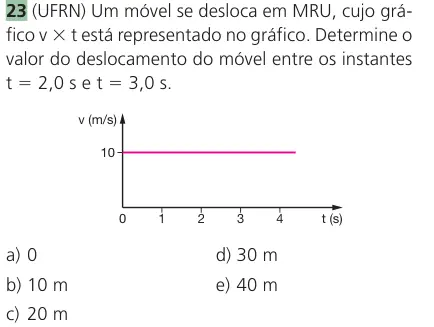 23 (UFRN) Um móvel se desloca em MRU, cujo grá-
fico v × t está representado no gráfico. Determine o
valor do deslocamento do móvel entre os instantes
t = 2,0 s e t = 3,0 s.
v (m/s)
10
0 1 2 3 4 t (s)
a) 0
b) 10 m
c) 20 m
d) 30 m
e) 40 m